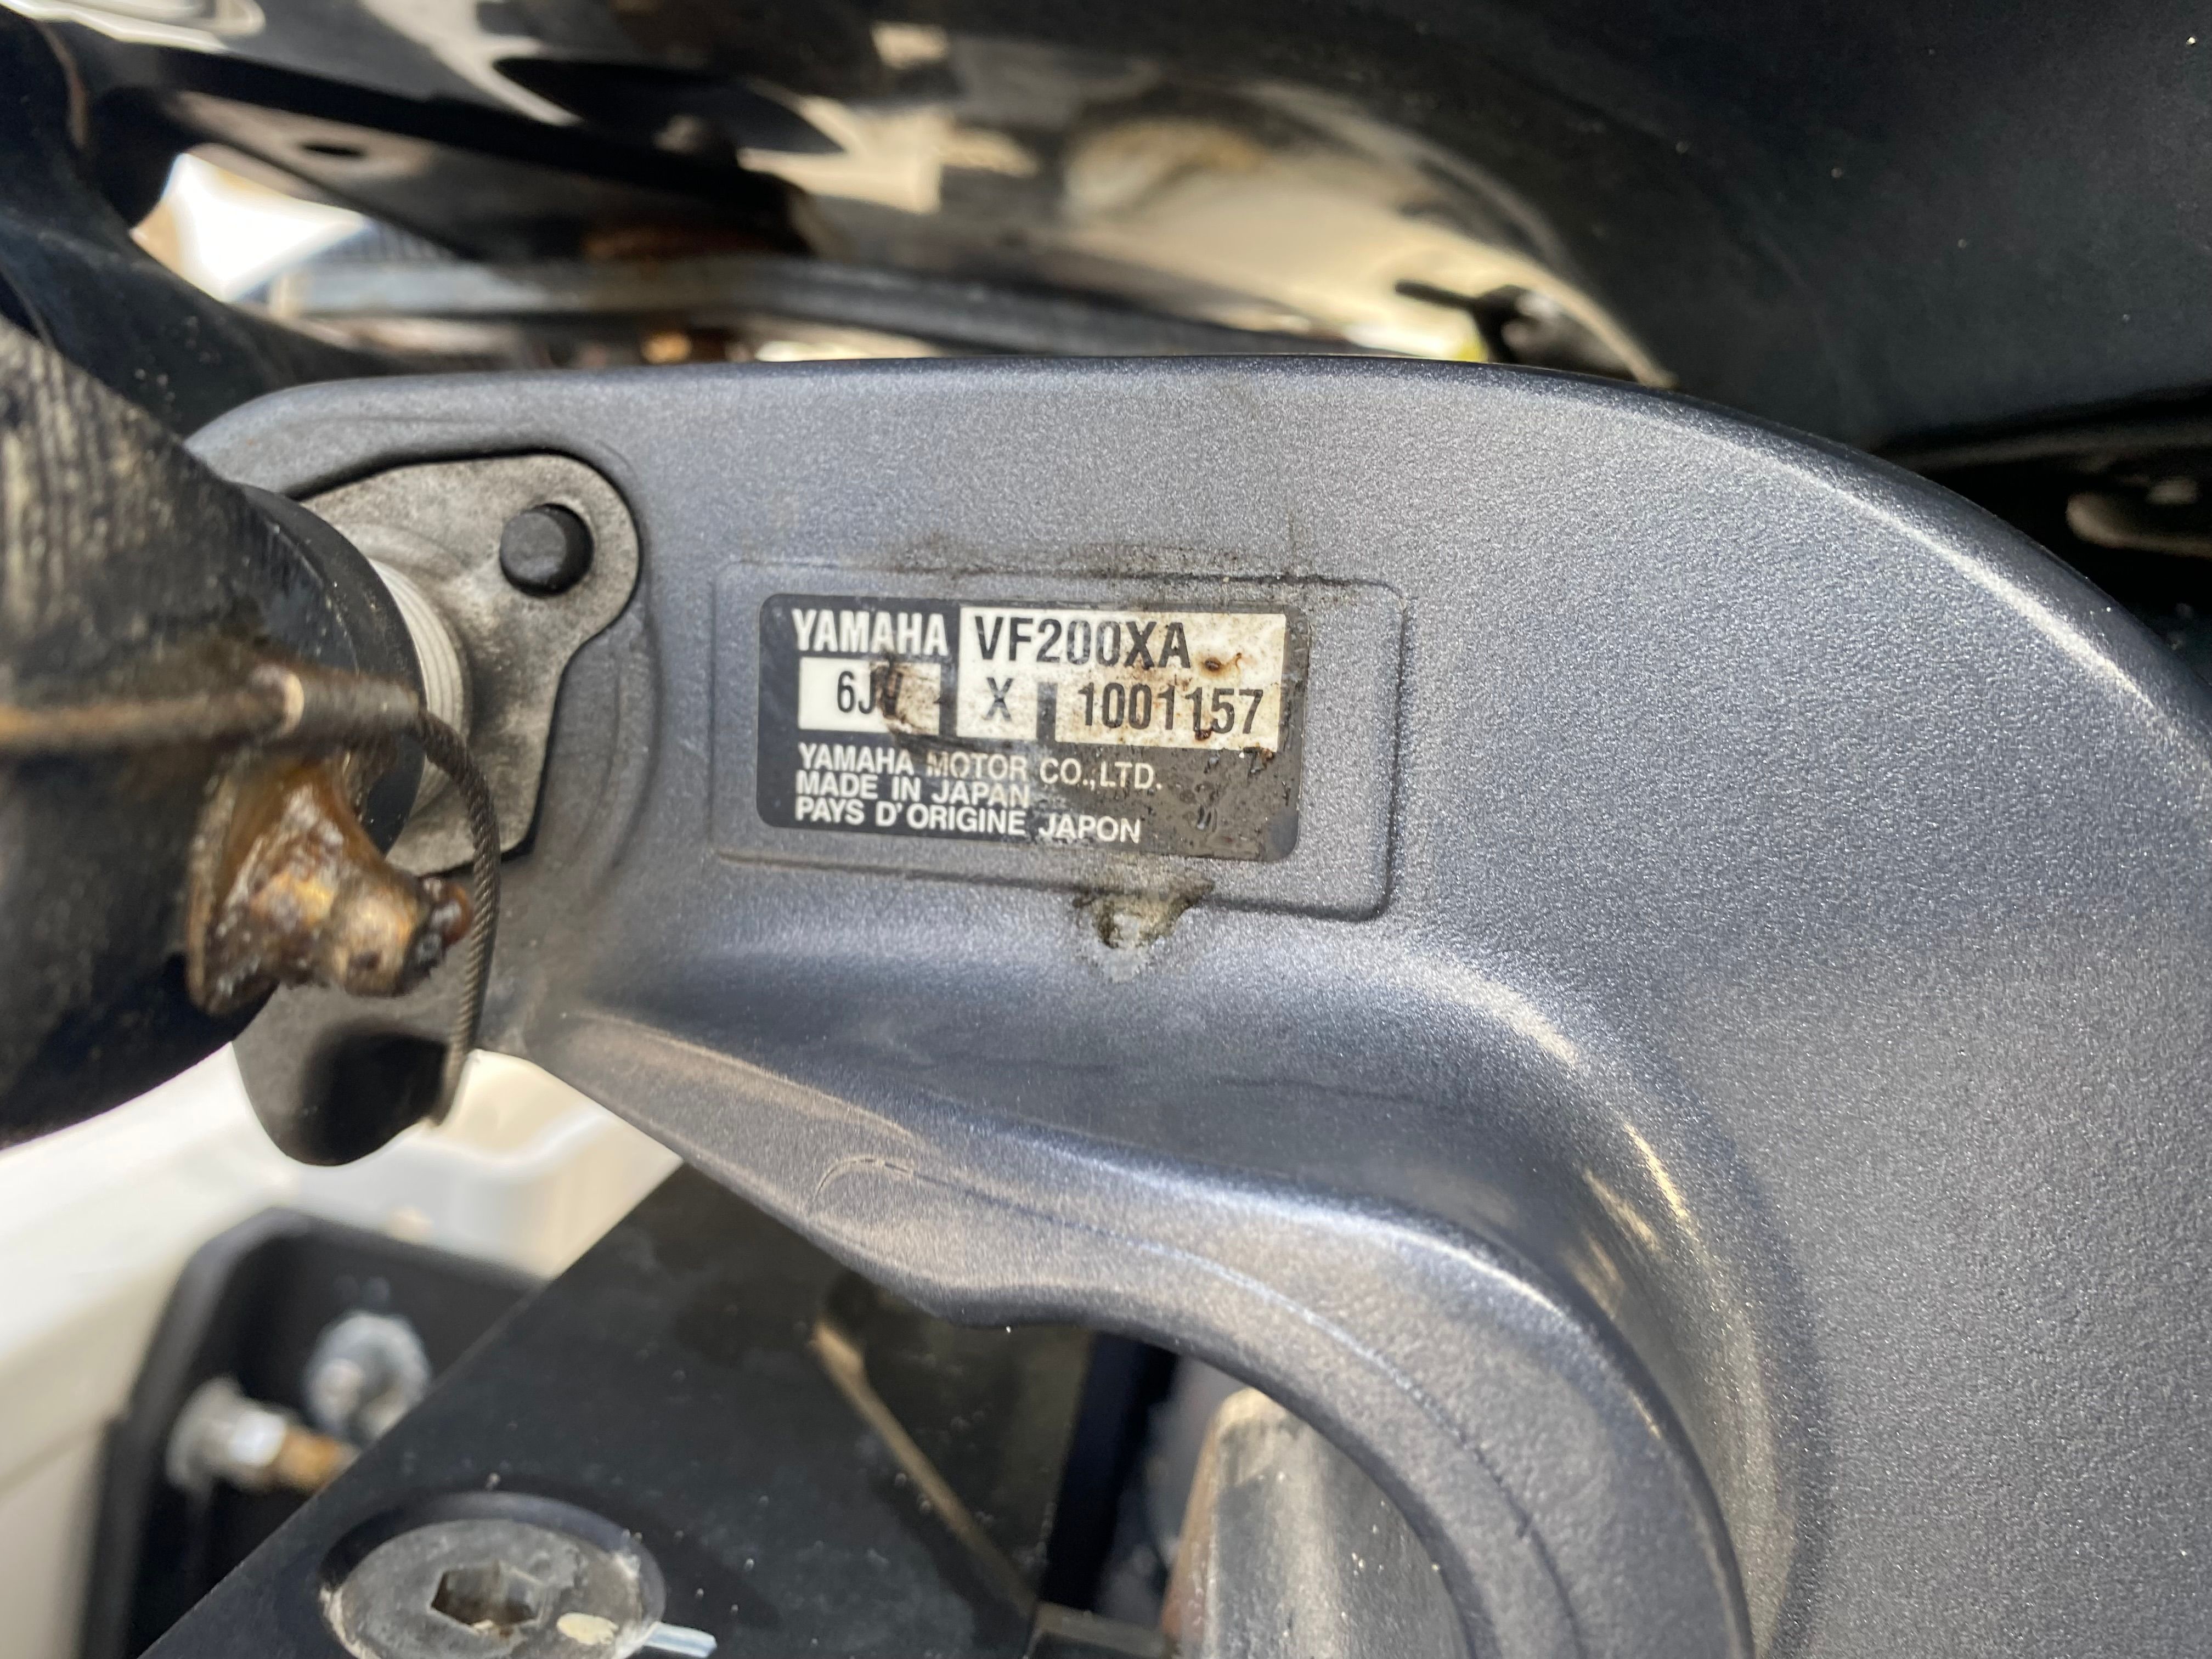 YAMAHA VF200XA
X 1001157
YAMAHA MOTOR CO.,LTD.
MADE IN JAPAN
PAYS D'ORIGINE JAPON